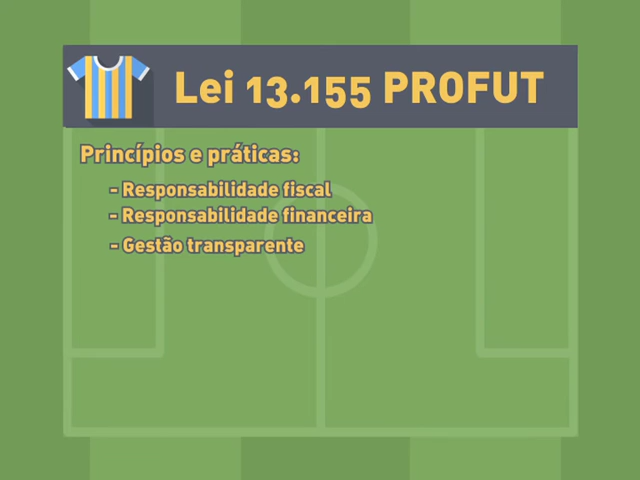 Lei 13.155 PROFUT
Princípios e práticas:
- Responsabilidade fiscal
- Responsabilidade financeira
- Gestão transparente